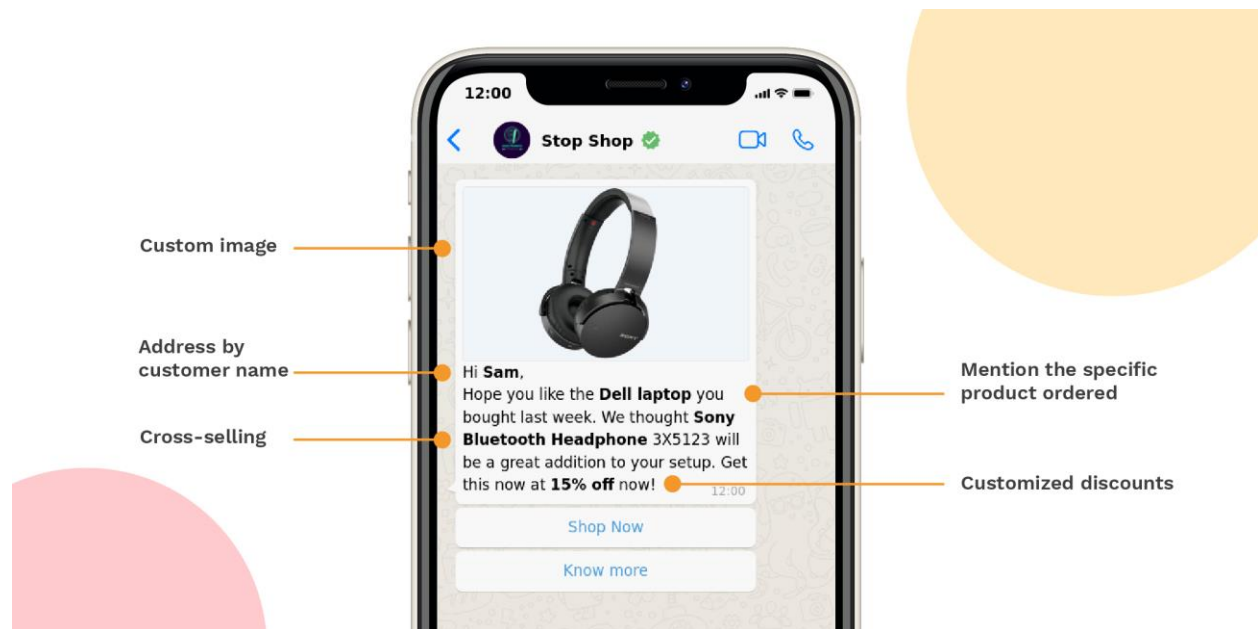 12:00
Stop Shop
SONY
Custom image
Address by
customer name
Cross-selling
Hi Sam,
Hope you like the Dell laptop you
bought last week. We thought Sony
Bluetooth Headphone 3X5123 will
be a great addition to your setup. Get
this now at 15% off now!
12:00
Mention the specific
product ordered
Customized discounts
Shop Now
Know more